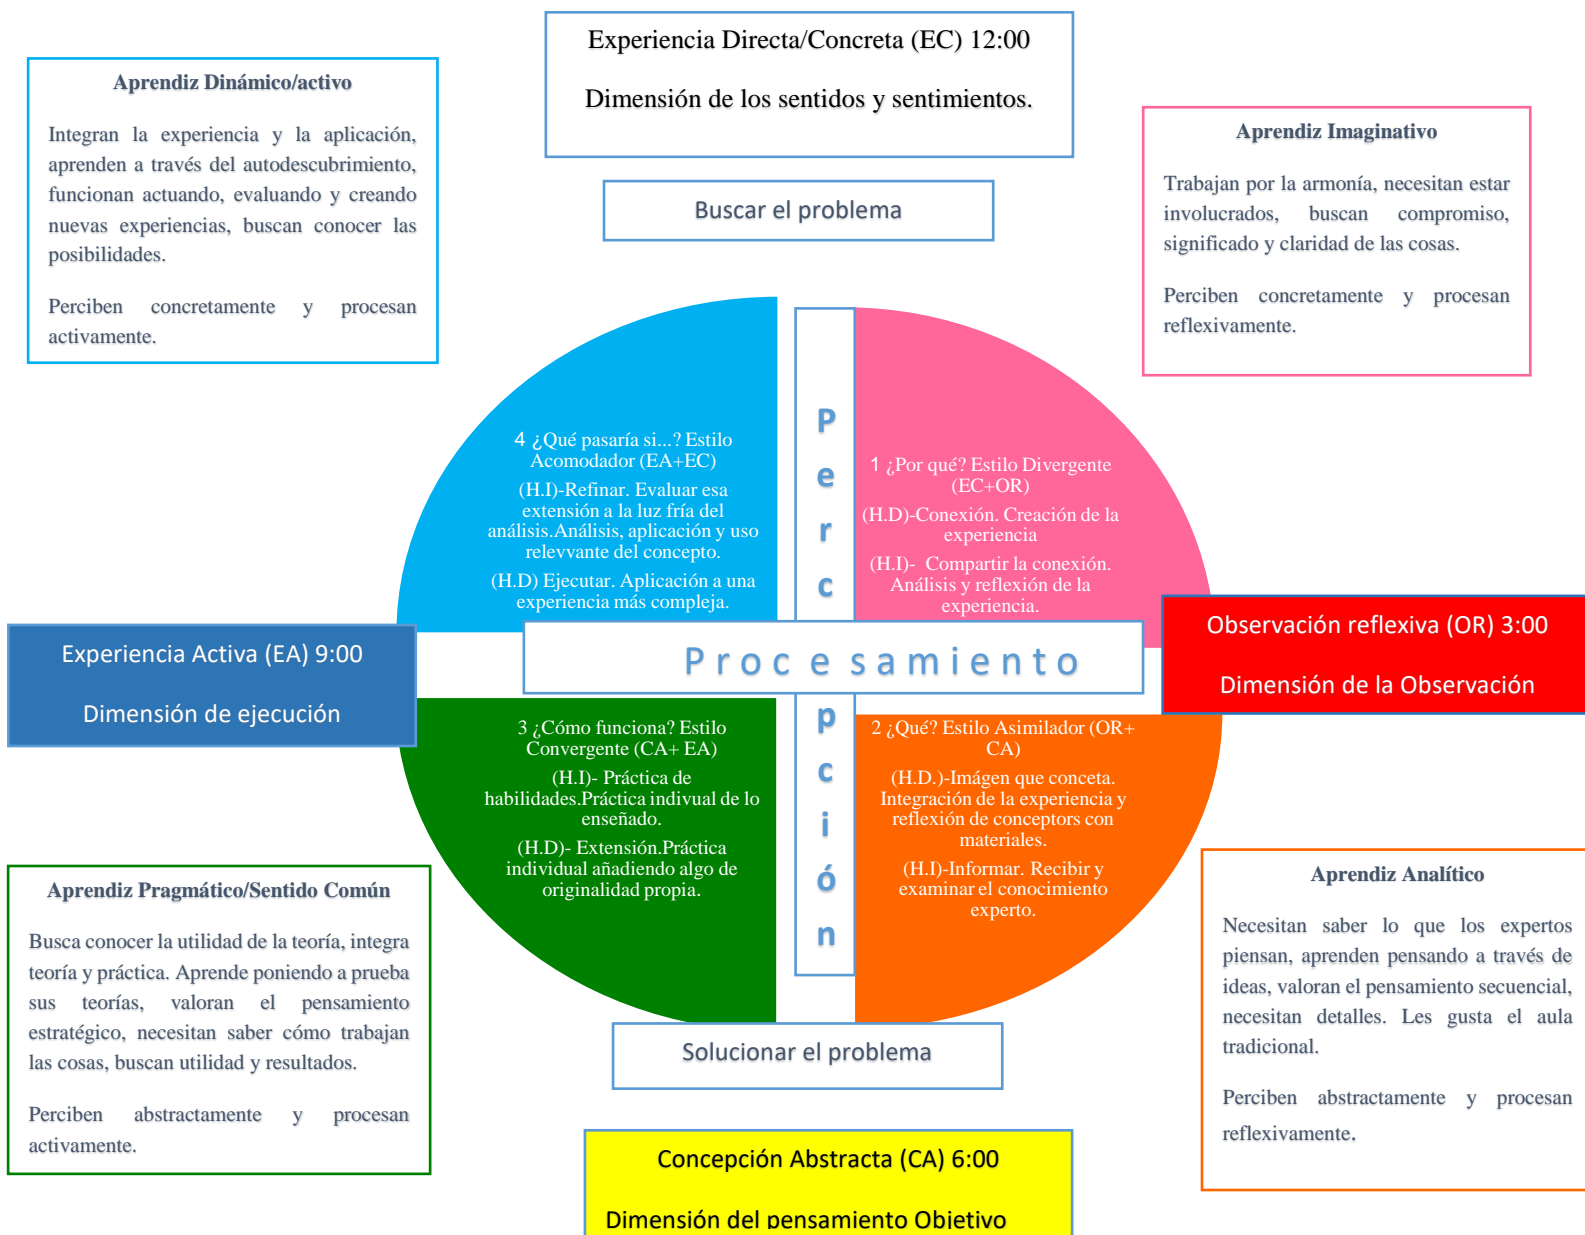 Experiencia Directa/Concreta (EC) 12:00
Dimensión de los sentidos y sentimientos.
Buscar el problema
Aprendiz Dinámico/activo
Integran la experiencia y la aplicación,
aprenden a través del autodescubrimiento,
funcionan actuando, evaluando y creando
nuevas experiencias, buscan conocer las
posibilidades.
Perciben concretamente y procesan
activamente.
Aprendiz Imaginativo
Trabajan por la armonía, necesitan estar
involucrados, buscan compromiso,
significado y claridad de las cosas.
Perciben concretamente y procesan
reflexivamente.
4 ¿Qué pasaría si...? Estilo
Acomodador (EA+EC)
(H.I)-Refinar. Evaluar esa
extensión a la luz fría del
análisis.Análisis, aplicación y uso
relevvante del concepto.
(H.D) Ejecutar. Aplicación a una
experiencia más compleja.
Percepción
1 ¿Por qué? Estilo Divergente
(EC+OR)
(H.D)-Conexión. Creación de la
experiencia
(H.I)- Compartir la conexión.
Análisis y reflexión de la
experiencia.
Experiencia Activa (EA) 9:00
Dimensión de ejecución
Procesamiento
Observación reflexiva (OR) 3:00
Dimensión de la Observación
3 ¿Cómo funciona? Estilo
Convergente (CA+ EA)
(H.I)- Práctica de
habilidades.Práctica indivual de lo
enseñado.
(H.D)- Extensión.Práctica
individual añadiendo algo de
originalidad propia.
2 ¿Qué? Estilo Asimilador (OR+
CA)
(H.D.)-Imágen que conceta.
Integración de la experiencia y
reflexión de conceptors con
materiales.
(H.I)-Informar. Recibir y
examinar el conocimiento
experto.
Aprendiz Pragmático/Sentido Común
Busca conocer la utilidad de la teoría, integra
teoría y práctica. Aprende poniendo a prueba
sus teorías, valoran el pensamiento
estratégico, necesitan saber cómo trabajan
las cosas, buscan utilidad y resultados.
Perciben abstractamente y procesan
activamente.
Aprendiz Analítico
Necesitan saber lo que los expertos
piensan, aprenden pensando a través de
ideas, valoran el pensamiento secuencial,
necesitan detalles. Les gusta el aula
tradicional.
Perciben abstractamente y procesan
reflexivamente.
Solucionar el problema
Concepción Abstracta (CA) 6:00
Dimensión del pensamiento Objetivo